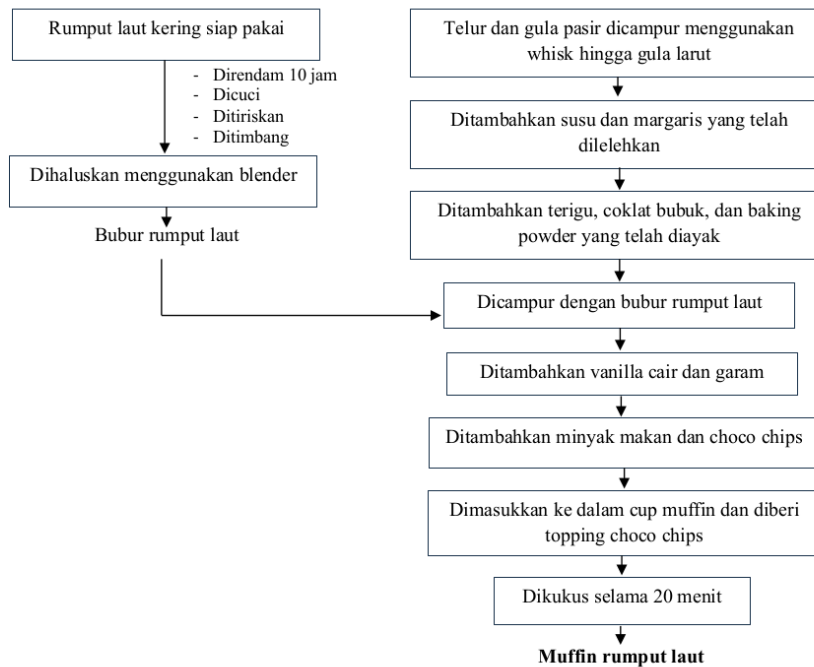 Rumput laut kering siap pakai
- Direndam 10 jam
- Dicuci
- Ditiriskan
- Ditimbang
Dihaluskan menggunakan blender
Bubur rumput laut
Telur dan gula pasir dicampur menggunakan
whisk hingga gula larut
Ditambahkan susu dan margaris yang telah
dilelehkan
Ditambahkan terigu, coklat bubuk, dan baking
powder yang telah diayak
Dicampur dengan bubur rumput laut
Ditambahkan vanilla cair dan garam
Ditambahkan minyak makan dan choco chips
Dimasukkan ke dalam cup muffin dan diberi
topping choco chips
Dikukus selama 20 menit
Muffin rumput laut